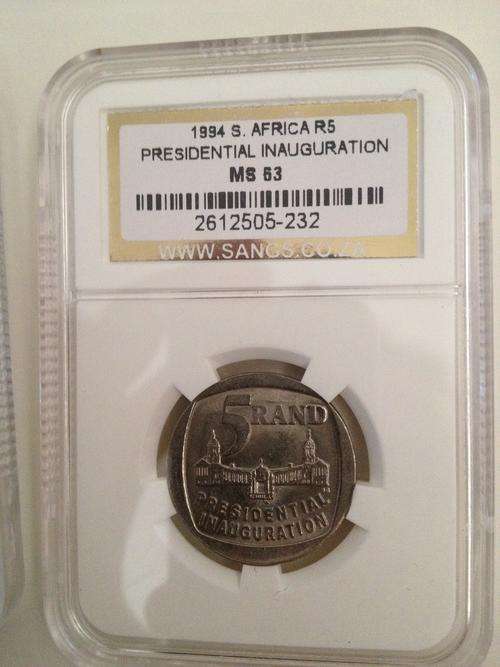 1994 S. AFRICA R5
PRESIDENTIAL INAUGURATION
MS 63
2612505-232
WWW.SANGS.CO.ZA
5 RAND
PRESIDENTIAL
INAUGURATION